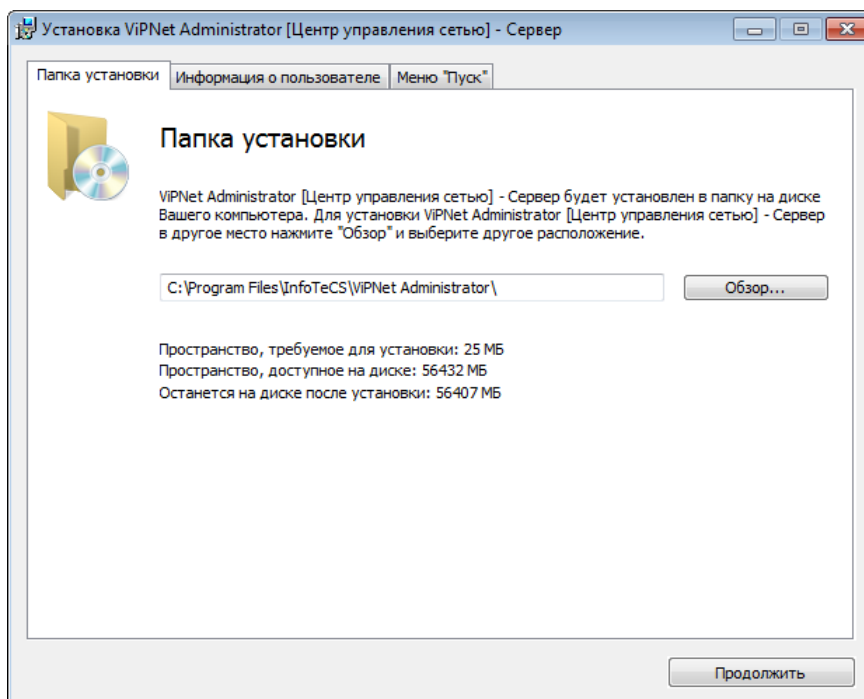 Установка ViPNet Administrator [Центр управления сетью] - Сервер
Папка установки
Информация о пользователе
Меню "Пуск"
Папка установки
ViPNet Administrator [Центр управления сетью] - Сервер будет установлен в папку на диске
Вашего компьютера. Для установки ViPNet Administrator [Центр управления сетью] - Сервер
в другое место нажмите "Обзор" и выберите другое расположение.
C:\Program Files\InfoTeCS\ViPNet Administrator\
Обзор...
Пространство, требуемое для установки: 25 МБ
Пространство, доступное на диске: 56432 МБ
Останется на диске после установки: 56407 МБ
Продолжить